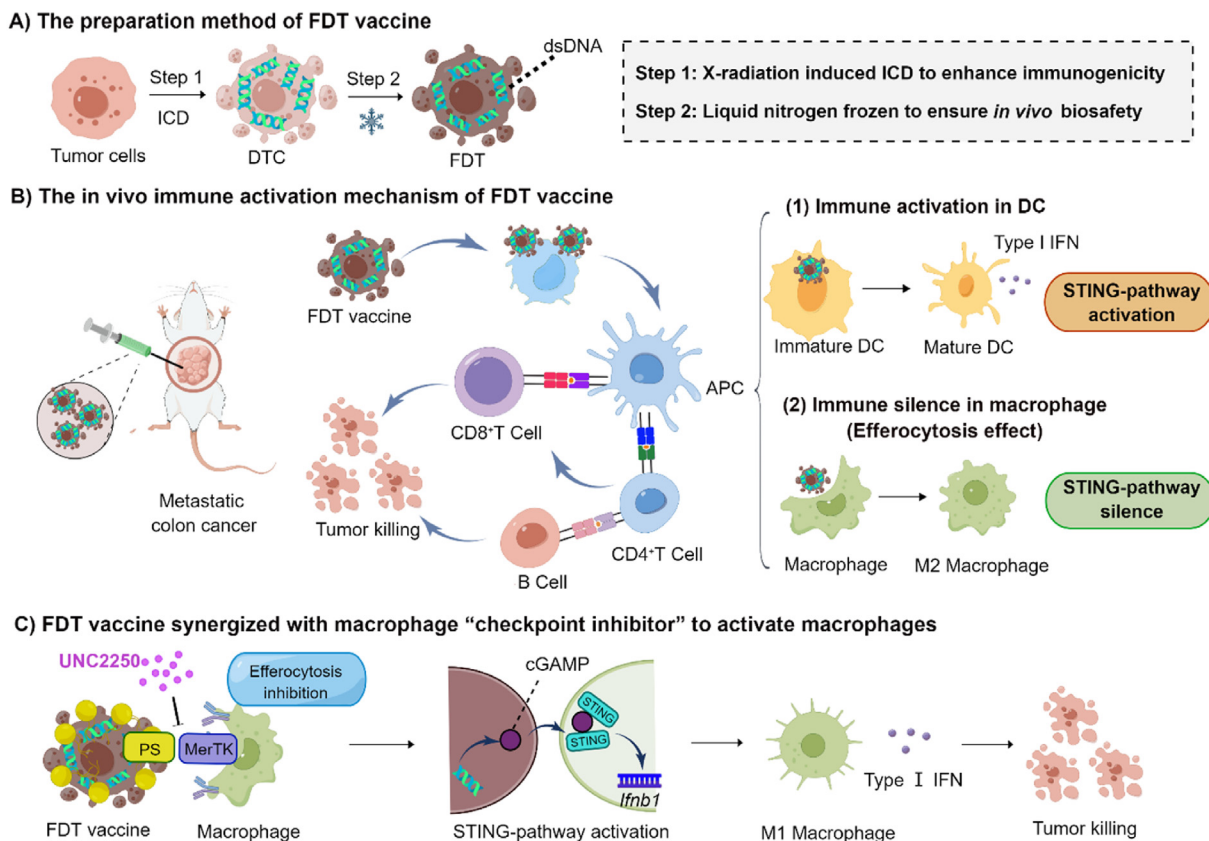 A) The preparation method of FDT vaccine
dsDNA
Step 1
ICD
Step 2
Tumor cells
DTC
FDT
Step 1: X-radiation induced ICD to enhance immunogenicity
Step 2: Liquid nitrogen frozen to ensure in vivo biosafety
B) The in vivo immune activation mechanism of FDT vaccine
FDT vaccine
Metastatic
colon cancer
CD8+T Cell
Tumor killing
B Cell
CD4+T Cell
APC
(1) Immune activation in DC
Type I IFN
Immature DC
Mature DC
STING-pathway
activation
(2) Immune silence in macrophage
(Efferocytosis effect)
Macrophage
M2 Macrophage
STING-pathway
silence
C) FDT vaccine synergized with macrophage “checkpoint inhibitor” to activate macrophages
UNC2250
Efferocytosis
inhibition
PS
MerTK
FDT vaccine
Macrophage
cGAMP
STING
STING
Ifnb1
STING-pathway activation
M1 Macrophage
Type I IFN
Tumor killing